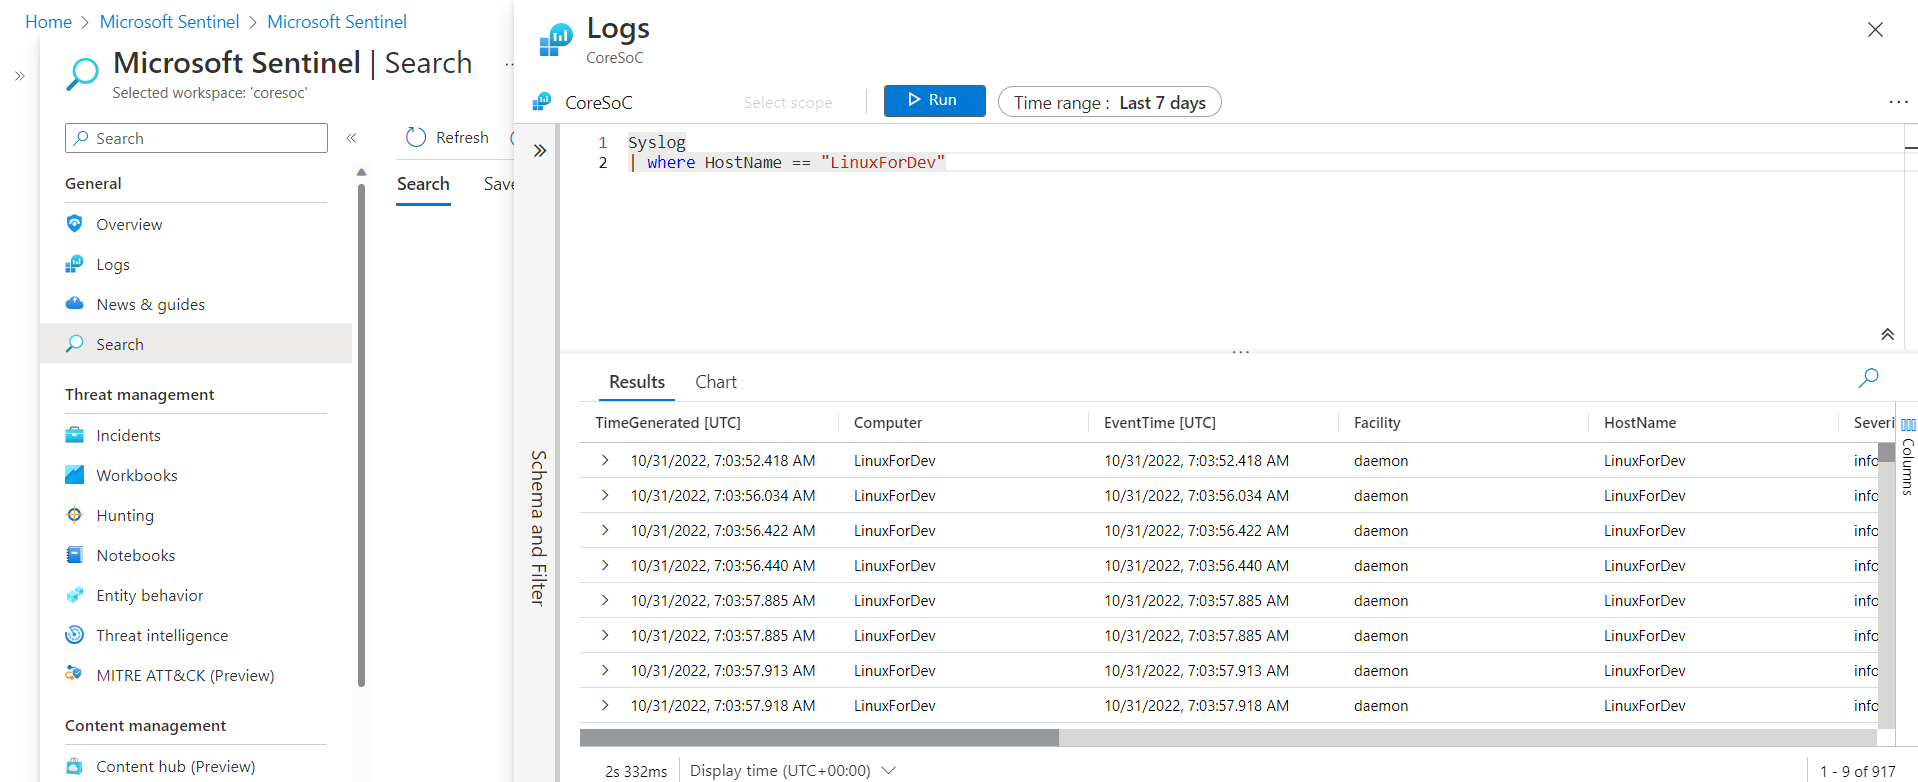 Home > Microsoft Sentinel > Microsoft Sentinel
Microsoft Sentinel | Search
Selected workspace: 'coresoc'
Search
General
Overview
Logs
News & guides
Search
Threat management
Incidents
Workbooks
Hunting
Notebooks
Entity behavior
Threat intelligence
MITRE ATT&CK (Preview)
Content management
Content hub (Preview)
Refresh
Search Save
Logs
CoreSoC
CoreSoC Select scope Run Time range : Last 7 days
1 Syslog
2 | where HostName == "LinuxForDev"
Schema and Filter
Results Chart
TimeGenerated [UTC] Computer EventTime [UTC] Facility HostName Severi
10/31/2022, 7:03:52.418 AM LinuxForDev 10/31/2022, 7:03:52.418 AM daemon LinuxForDev info
10/31/2022, 7:03:56.034 AM LinuxForDev 10/31/2022, 7:03:56.034 AM daemon LinuxForDev info
10/31/2022, 7:03:56.422 AM LinuxForDev 10/31/2022, 7:03:56.422 AM daemon LinuxForDev info
10/31/2022, 7:03:56.440 AM LinuxForDev 10/31/2022, 7:03:56.440 AM daemon LinuxForDev info
10/31/2022, 7:03:57.885 AM LinuxForDev 10/31/2022, 7:03:57.885 AM daemon LinuxForDev info
10/31/2022, 7:03:57.885 AM LinuxForDev 10/31/2022, 7:03:57.885 AM daemon LinuxForDev info
10/31/2022, 7:03:57.913 AM LinuxForDev 10/31/2022, 7:03:57.913 AM daemon LinuxForDev info
10/31/2022, 7:03:57.918 AM LinuxForDev 10/31/2022, 7:03:57.918 AM daemon LinuxForDev info
Columns
2s 332ms Display time (UTC+00:00) 1 - 9 of 917